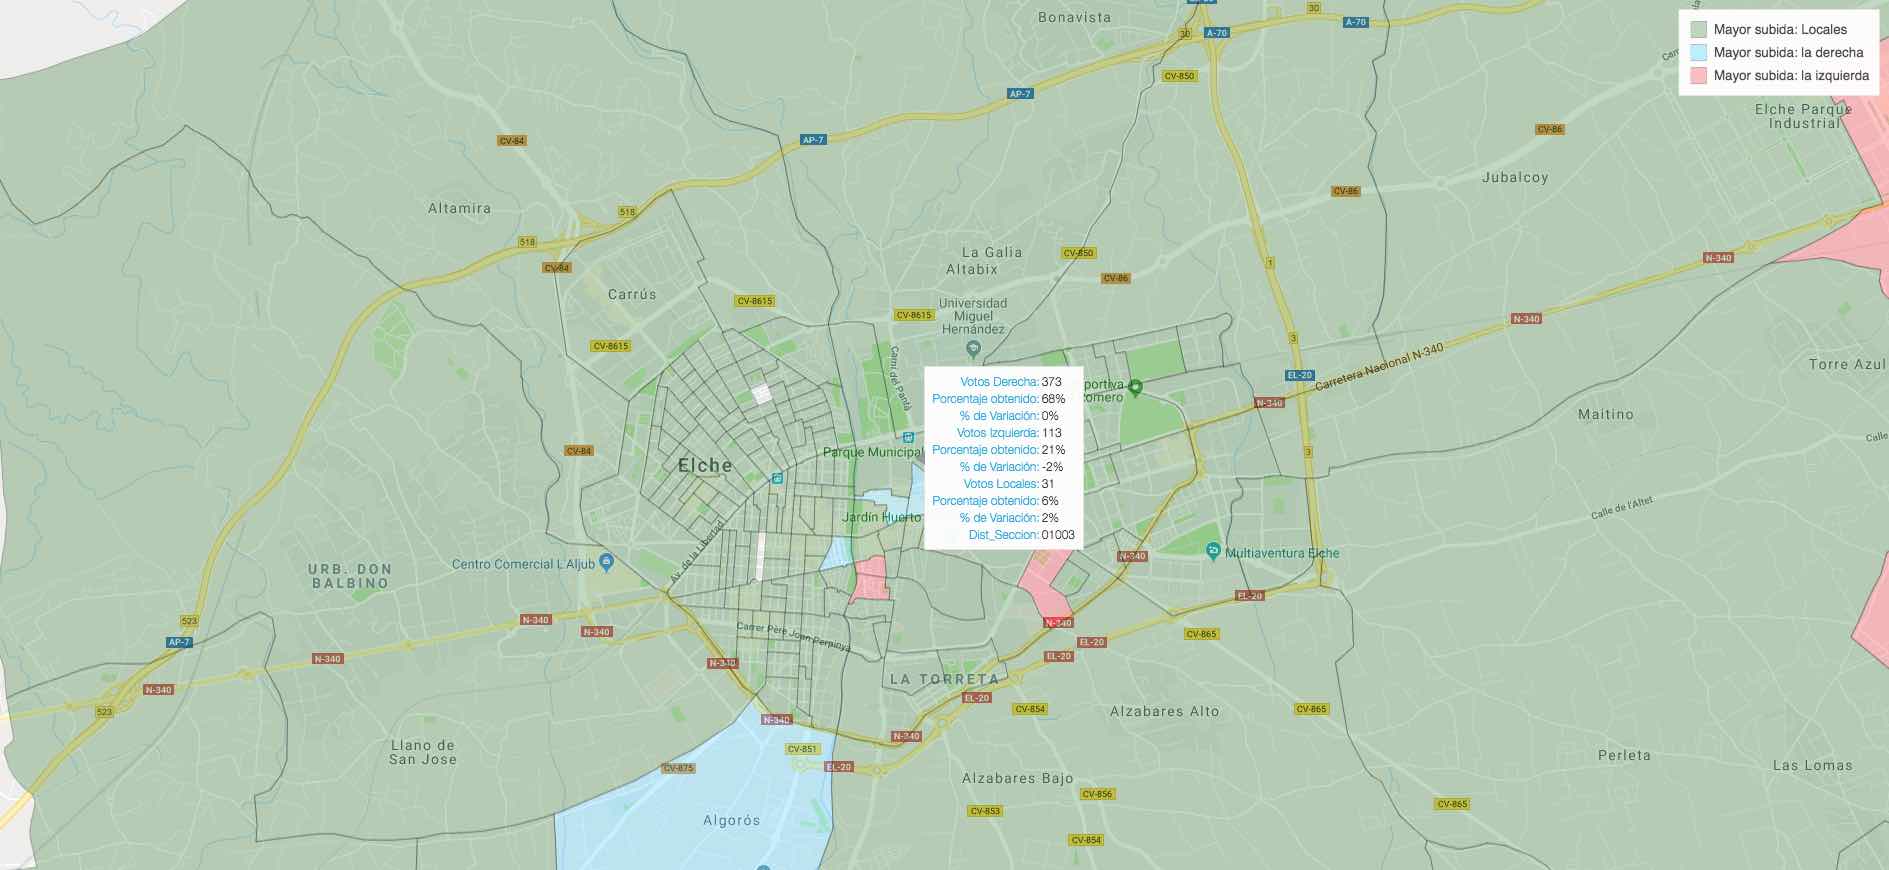 Bonavista
30
A-70
30
A-70
Mayor subida: Locales
Mayor subida: la derecha
Mayor subida: la izquierda
CV-850
AP-7
Elche Parque
Industrial
CV-84
AP-7
CV-86
Jubalcoy
CV-86
Altamira
518
518
La Galia
Altabix
CV-850
1
N-340
CV-84
CV-86
Carrús
CV-8615
Universidad
Miguel
Hernández
CV-8615
N-340
CV-8615
3
Carretera Nacional N-340
Torre Azul
Camí del Pantà
EL-20
N-340
Maitino
Calle
Votos Derecha: 373
Porcentaje obtenido: 68%
% de Variación: 0%
Votos Izquierda: 113
Porcentaje obtenido: 21%
% de Variación: -2%
Votos Locales: 31
Porcentaje obtenido: 6%
% de Variación: 2%
Dist_Seccion: 01003
portiva
omero
CV-84
Parque Municipal
3
Elche
Calle de l'Altet
Jardín Huerto
Av. de la Libertad
Centro Comercial L Aljub
N-340
Multiaventura Elche
URB. DON
BALBINO
EL-20
523
N-340
N-340
N-340
CV-865
AP-7
Carrer Pere Joan Perpinya
EL-20
N-340
N-340
EL-20
N-340
LA TORRETA
EL-20
523
CV-854
Alzabares Alto
CV-865
N-340
N-340
Llano de
San Jose
CV-851
Perleta
CV-875
EL-20
Las Lomas
Alzabares Bajo
CV-856
CV-865
CV-853
Algorós
CV-854